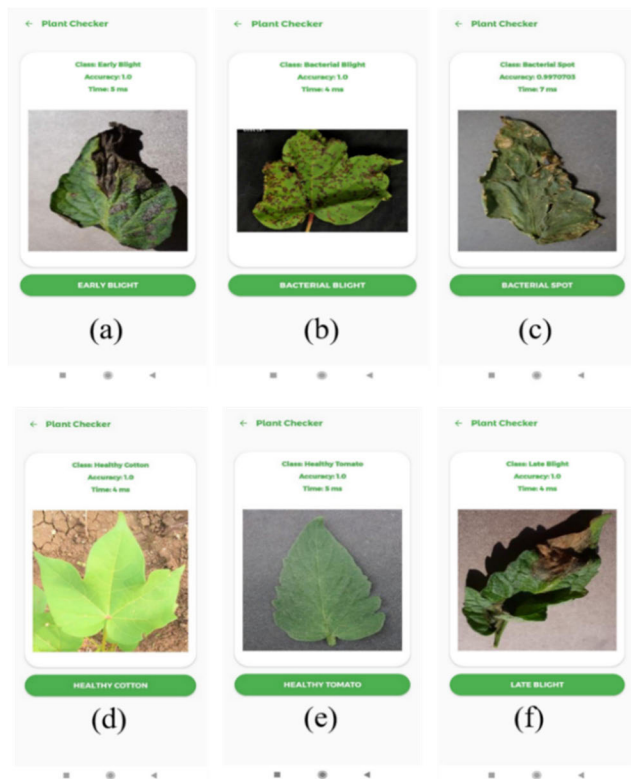 ← Plant Checker
Class: Early Blight
Accuracy: 1.0
Time: 5 ms
EARLY BLIGHT
(a)
← Plant Checker
Class: Bacterial Blight
Accuracy: 1.0
Time: 4 ms
BACTERIAL BLIGHT
(b)
← Plant Checker
Class: Bacterial Spot
Accuracy: 0.9970703
Time: 7 ms
BACTERIAL SPOT
(c)
← Plant Checker
Class: Healthy Cotton
Accuracy: 1.0
Time: 4 ms
HEALTHY COTTON
(d)
← Plant Checker
Class: Healthy Tomato
Accuracy: 1.0
Time: 5 ms
HEALTHY TOMATO
(e)
← Plant Checker
Class: Late Blight
Accuracy: 1.0
Time: 4 ms
LATE BLIGHT
(f)